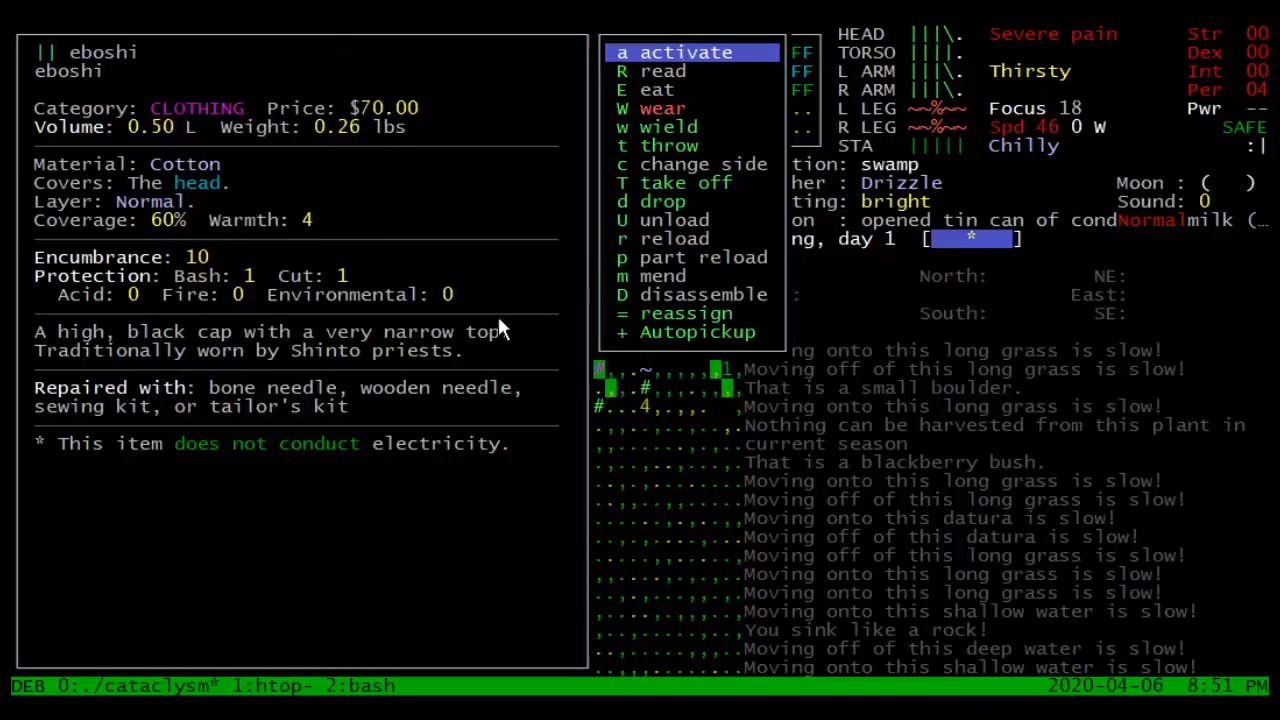 || eboshi
eboshi
Category: CLOTHING Price: $70.00
Volume: 0.50 L Weight: 0.26 lbs
Material: Cotton
Covers: The head.
Layer: Normal.
Coverage: 60% Warmth: 4
Encumbrance: 10
Protection: Bash: 1 Cut: 1
Acid: 0 Fire: 0 Environmental: 0
A high, black cap with a very narrow top
Traditionally worn by Shinto priests.
Repaired with: bone needle, wooden needle,
sewing kit, or tailor's kit
* This item does not conduct electricity.
a activate
R read
E eat
W wear
w wield
t throw
c change side
T take off
d drop
U unload
r reload
p part reload
m mend
D disassemble
= reassign
+ Autopickup
FF
FF
FF
..
..
HEAD |||\. Severe pain Str 00
TORSO ||||. Dex 00
L ARM |||\. Thirsty Int 00
R ARM |||\. Per 04
L LEG ~~%~~ Focus 18 Pwr --
R LEG ~~%~~ Spd 46 0 W SAFE
STA ||||| Chilly :|
tion: swamp
her : Drizzle Moon : ( )
ting: bright Sound: 0
on : opened tin can of condNormalmilk (…
ng, day 1 [ * ]
North: NE:
: East:
South: SE:
ng onto this long grass is slow!
#,,.~,,,,,,1,Moving off of this long grass is slow!
.,,.#,,,.,,,That is a small boulder.
#...4,.,. ,Moving onto this long grass is slow!
Nothing can be harvested from this plant in
current season
That is a blackberry bush.
Moving onto this long grass is slow!
Moving off of this long grass is slow!
Moving onto this datura is slow!
Moving off of this datura is slow!
Moving off of this long grass is slow!
Moving onto this long grass is slow!
Moving onto this long grass is slow!
Moving onto this shallow water is slow!
You sink like a rock!
Moving off of this deep water is slow!
Moving onto this shallow water is slow!
DEB 0:./cataclysm* 1:htop- 2:bash 2020-04-06 8:51 PM